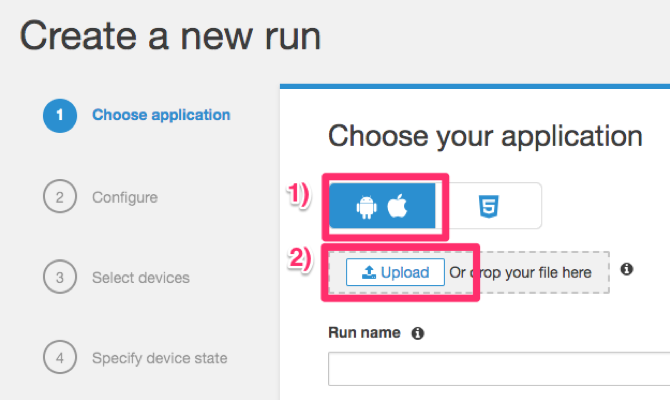 Create a new run
1 Choose application
2 Configure
3 Select devices
4 Specify device state
Choose your application
1)
5
2)
Upload Or drop your file here
Run name